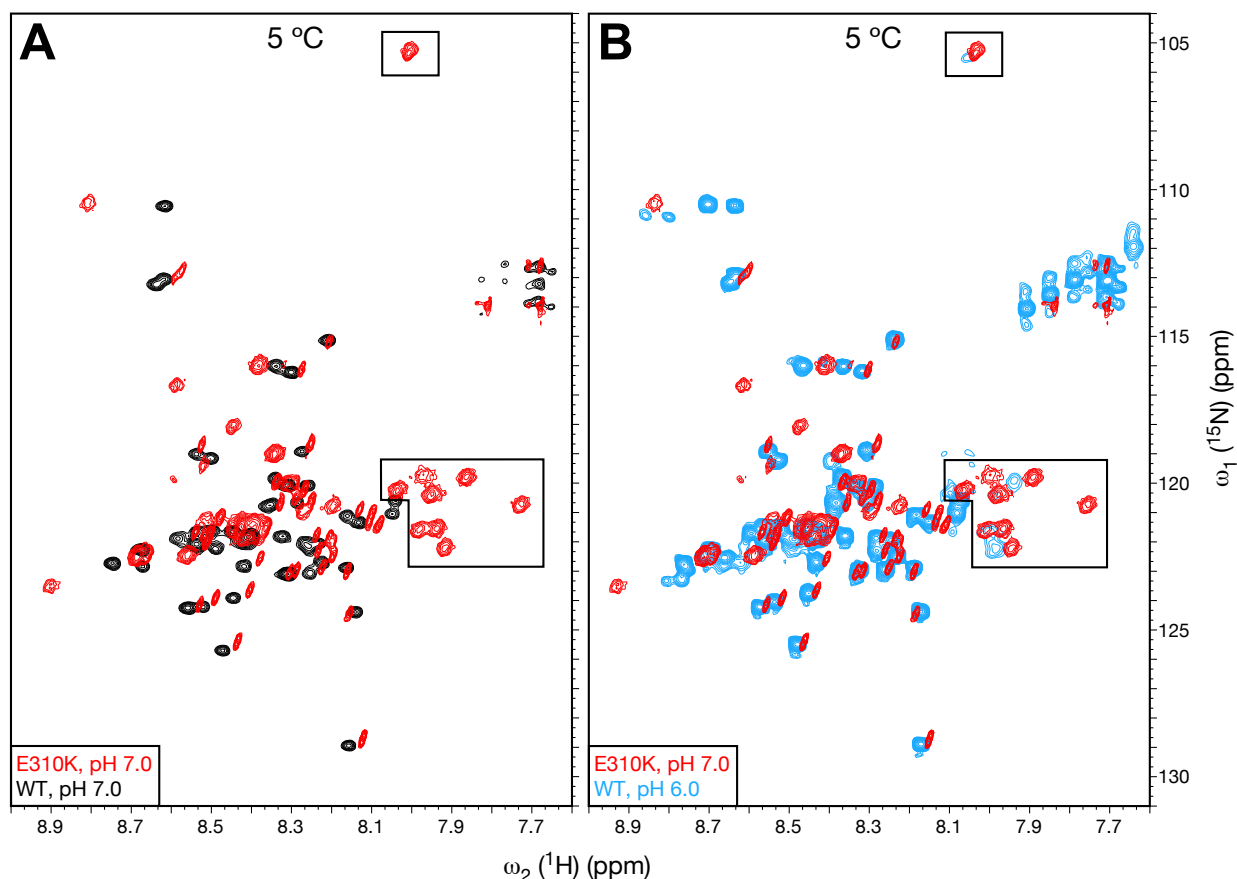 A
5 ºC
B
5 ºC
105
110
115
120
125
130
ω1 (15N) (ppm)
E310K, pH 7.0
WT, pH 7.0
E310K, pH 7.0
WT, pH 6.0
8.9 8.7 8.5 8.3 8.1 7.9 7.7
8.9 8.7 8.5 8.3 8.1 7.9 7.7
ω2 (1H) (ppm)